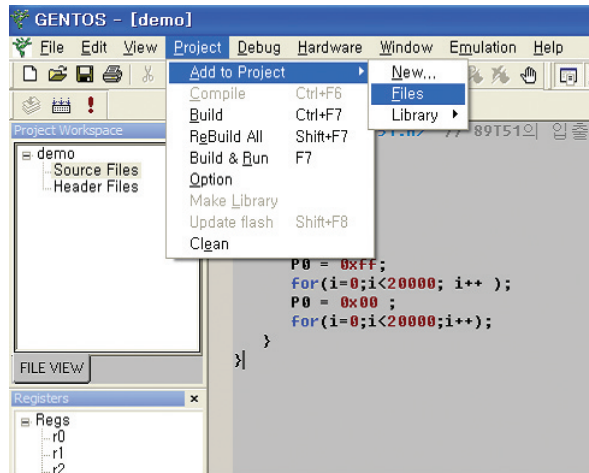 GENTOS - [demo]
File Edit View Project Debug Hardware Window Emulation Help
Add to Project
New...
Compile Ctrl+F6
Files
Build Ctrl+F7
Library
ReBuild All Shift+F7
Build & Run F7
Option
Make Library
Update flash Shift+F8
Clean
Project Workspace
demo
Source Files
Header Files
// 89T51의 입출
P0 = 0xff;
for(i=0;i<20000; i++ );
P0 = 0x00 ;
for(i=0;i<20000;i++);
}
}
FILE VIEW
Registers
Regs
r0
r1
r2